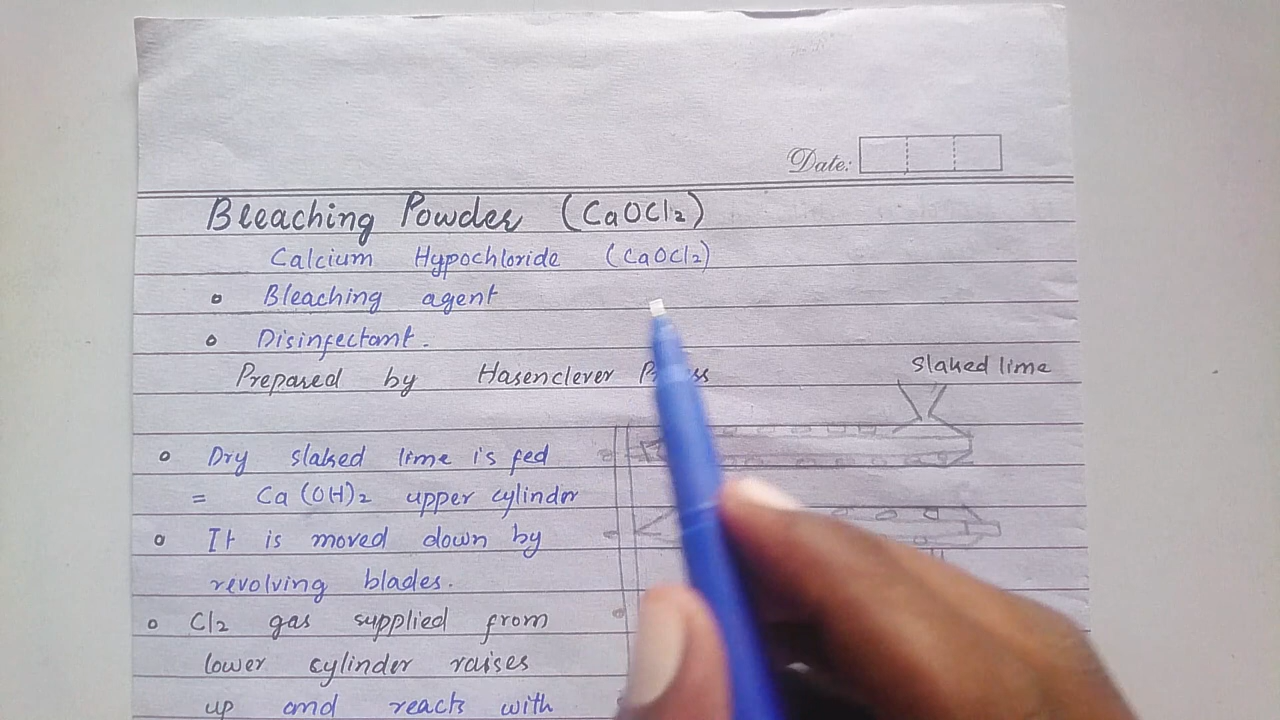 Date:
Bleaching Powder (CaOCl2)
Calcium Hypochloride (CaOCl2)
Bleaching agent
Disinfectant.
Prepared by Hasenclever
slaked lime
Dry slaked lime is fed
= Ca(OH)2 upper cylinder
It is moved down by
revolving blades.
Cl2 gas supplied from
lower cylinder raises
up and reacts with